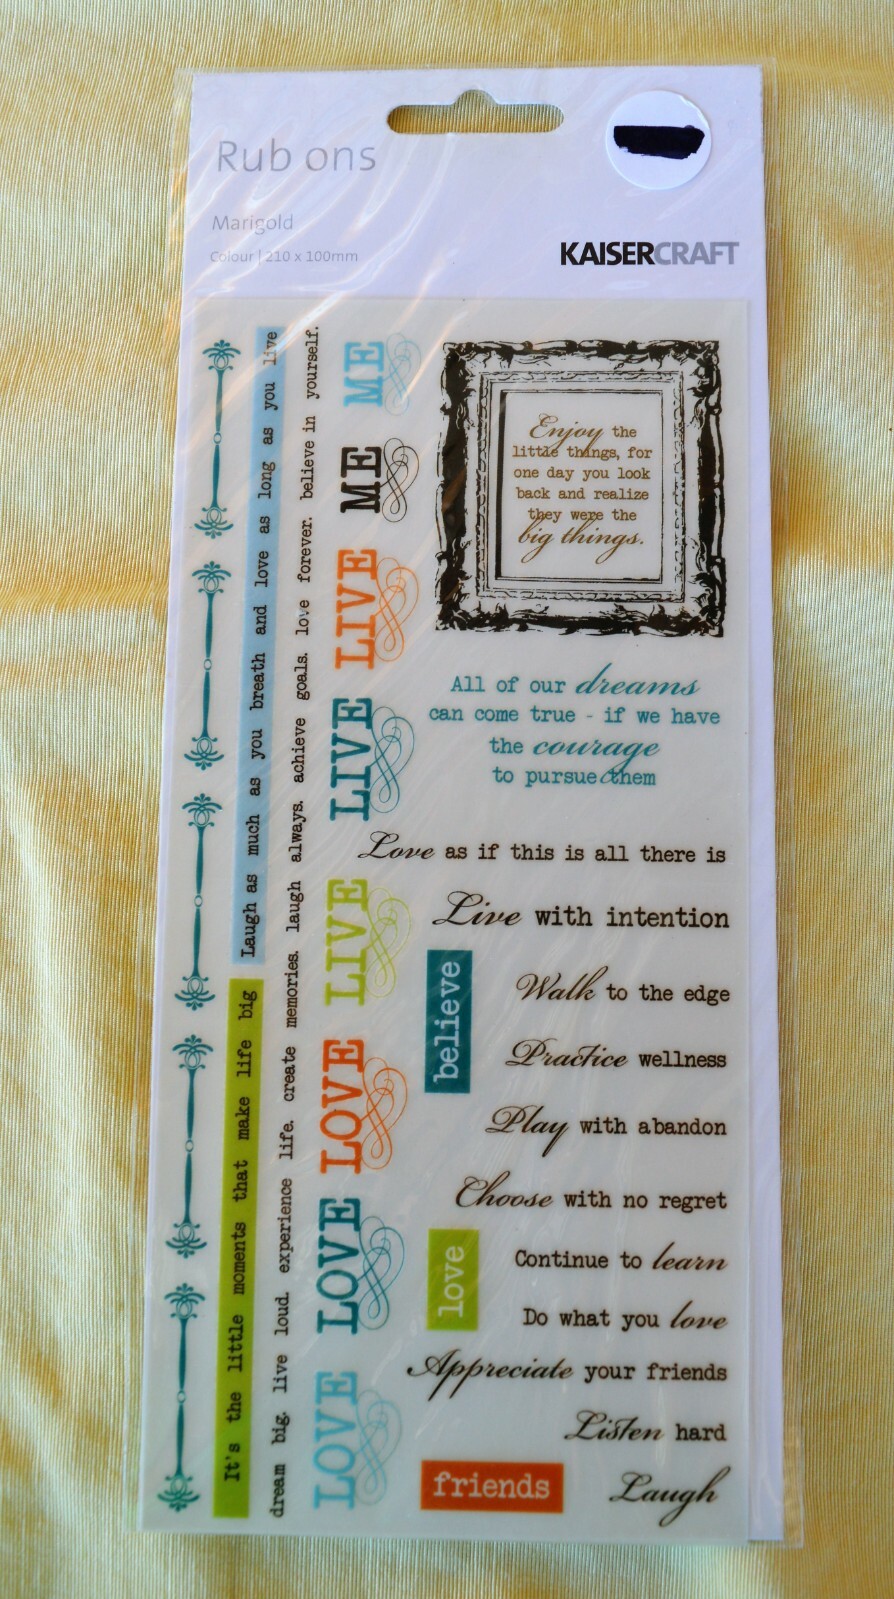 Rub ons
Marigold
Colour | 210 x 100mm
KAISERCRAFT
Laugh as much as you breath and love as long as you live
It's the little moments that make life big
dream big. live loud. experience life. create memories. laugh always. achieve goals. love forever. believe in yourself.
ME
ME
LIVE
LIVE
LIVE
LOVE
LOVE
LOVE
Enjoy the
little things, for
one day you look
back and realize
they were the
big things.
All of our dreams
can come true - if we have
the courage
to pursue them
Love as if this is all there is
Live with intention
believe
Walk to the edge
Practice wellness
Play with abandon
Choose with no regret
love
Continue to learn
Do what you love
Appreciate your friends
Listen hard
friends
Laugh